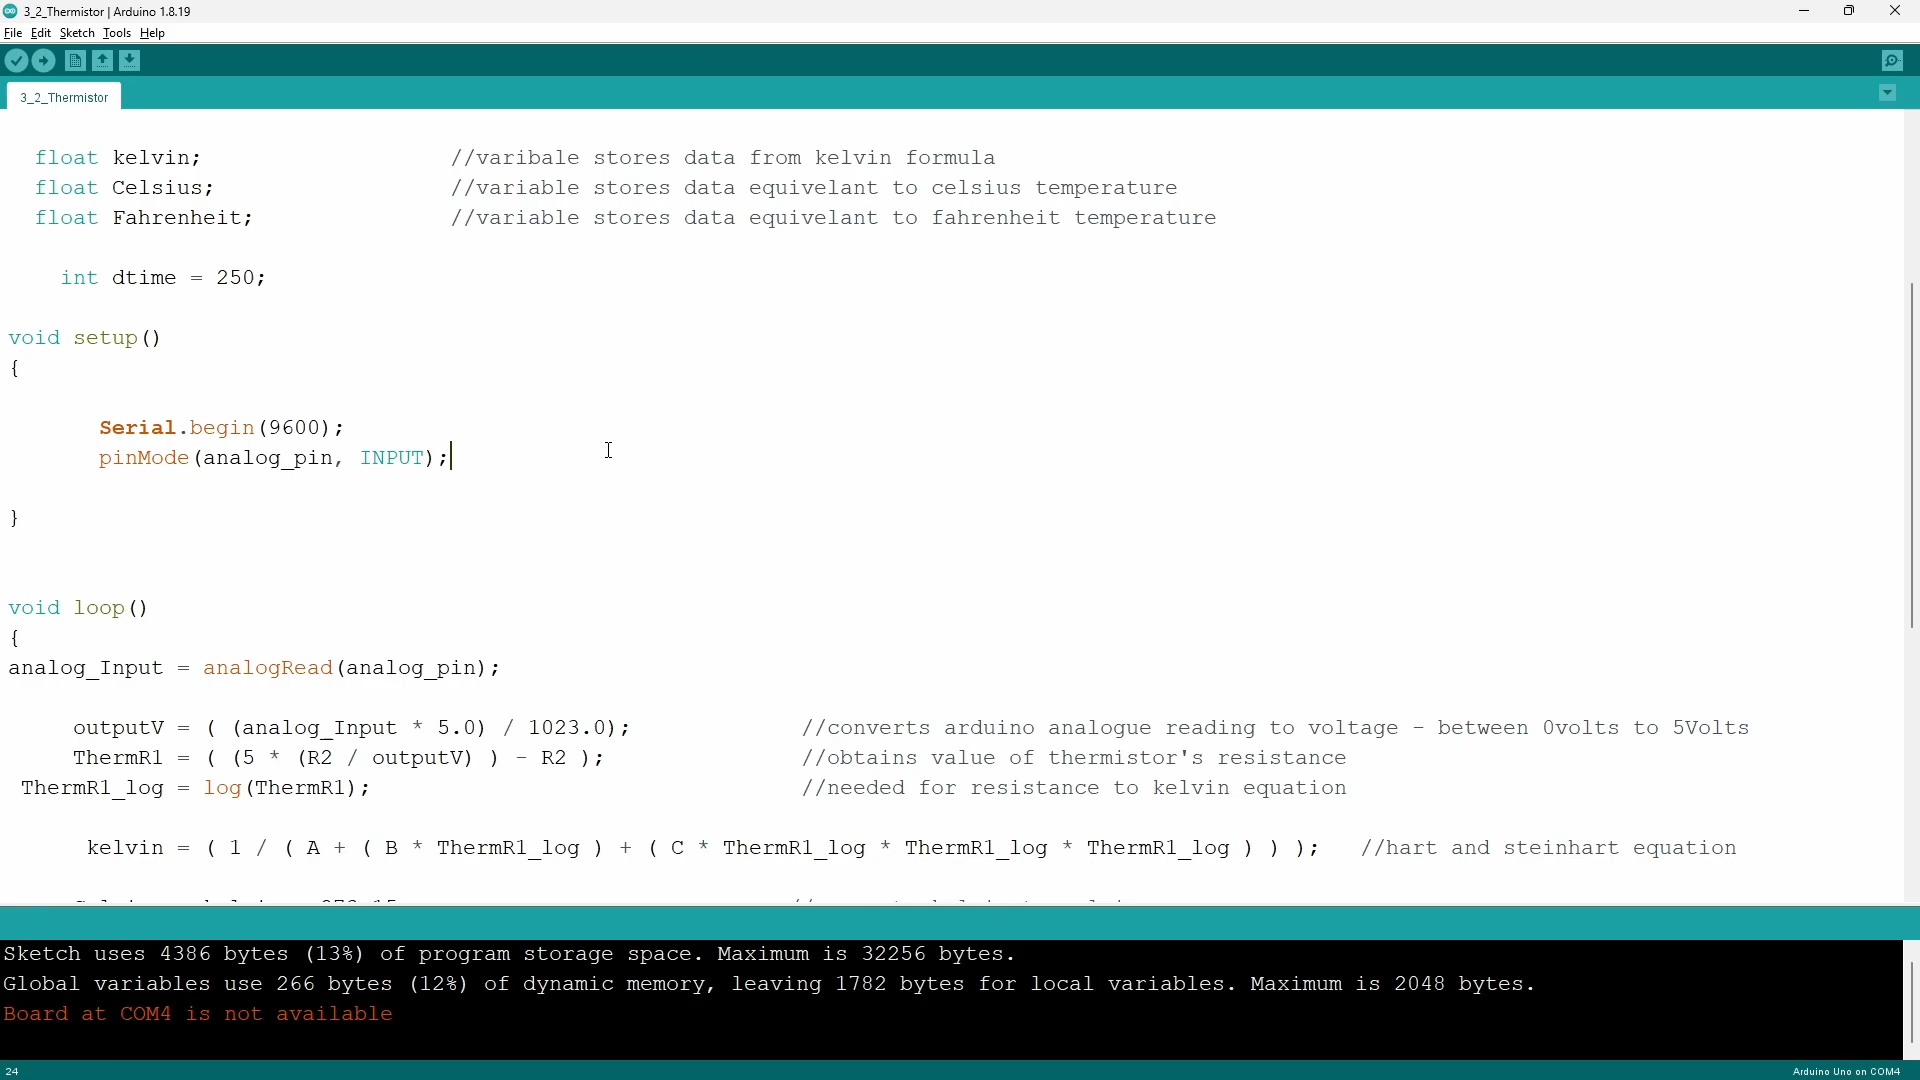 3_2_Thermistor | Arduino 1.8.19
File Edit Sketch Tools Help
3_2_Thermistor
float kelvin; //varibale stores data from kelvin formula
float Celsius; //variable stores data equivelant to celsius temperature
float Fahrenheit; //variable stores data equivelant to fahrenheit temperature
int dtime = 250;
void setup()
{
Serial.begin(9600);
pinMode(analog_pin, INPUT);
}
void loop()
{
analog_Input = analogRead(analog_pin);
outputV = ( (analog_Input * 5.0) / 1023.0); //converts arduino analogue reading to voltage - between 0volts to 5Volts
ThermR1 = ( (5 * (R2 / outputV) ) - R2 ); //obtains value of thermistor's resistance
ThermR1_log = log(ThermR1); //needed for resistance to kelvin equation
kelvin = ( 1 / ( A + ( B * ThermR1_log ) + ( C * ThermR1_log * ThermR1_log * ThermR1_log ) ) ); //hart and steinhart equation
Sketch uses 4386 bytes (13%) of program storage space. Maximum is 32256 bytes.
Global variables use 266 bytes (12%) of dynamic memory, leaving 1782 bytes for local variables. Maximum is 2048 bytes.
Board at COM4 is not available
24
Arduino Uno on COM4